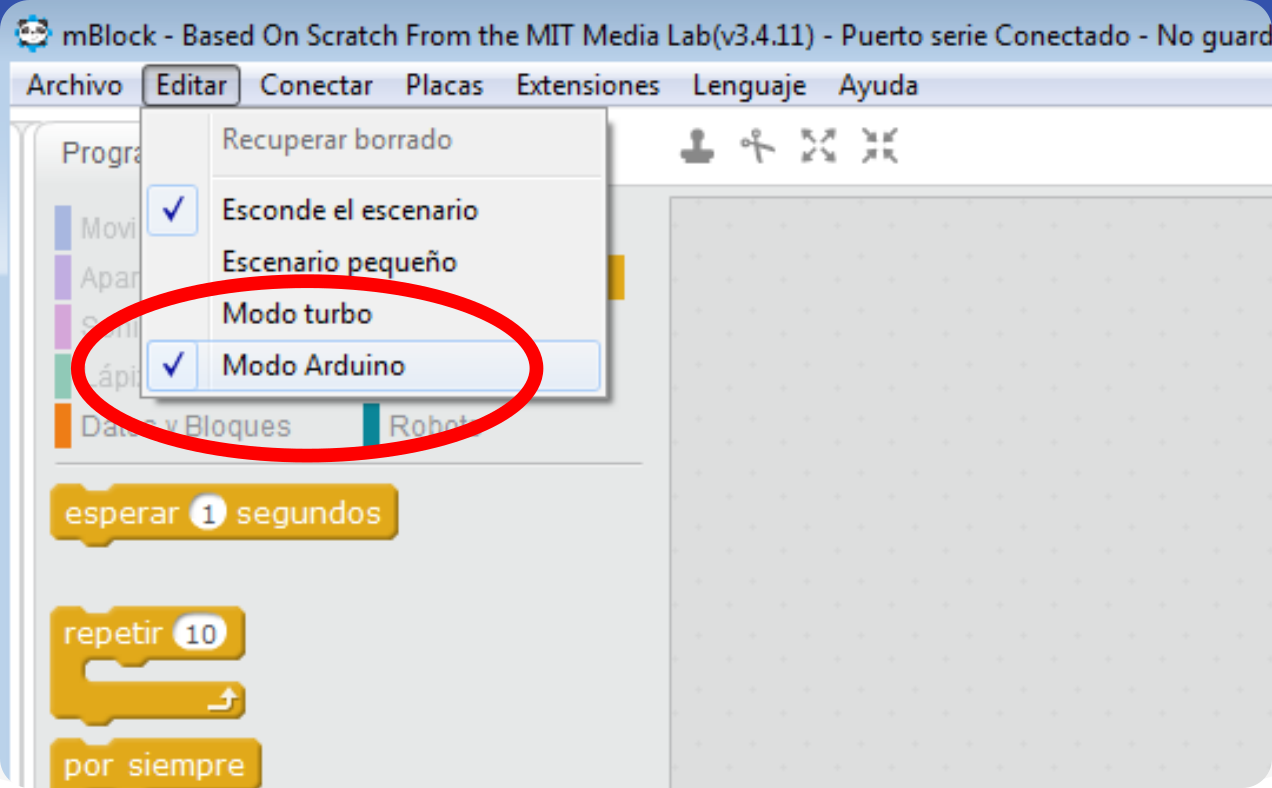 mBlock - Based On Scratch From the MIT Media Lab(v3.4.11) - Puerto serie Conectado - No guard
Archivo Editar Conectar Placas Extensiones Lenguaje Ayuda
Progra
Recuperar borrado
Esconde el escenario
Movi
Escenario pequeño
Apar
Modo turbo
Modo Arduino
Lápi
Datos y Bloques Robots
esperar 1 segundos
repetir 10
por siempre